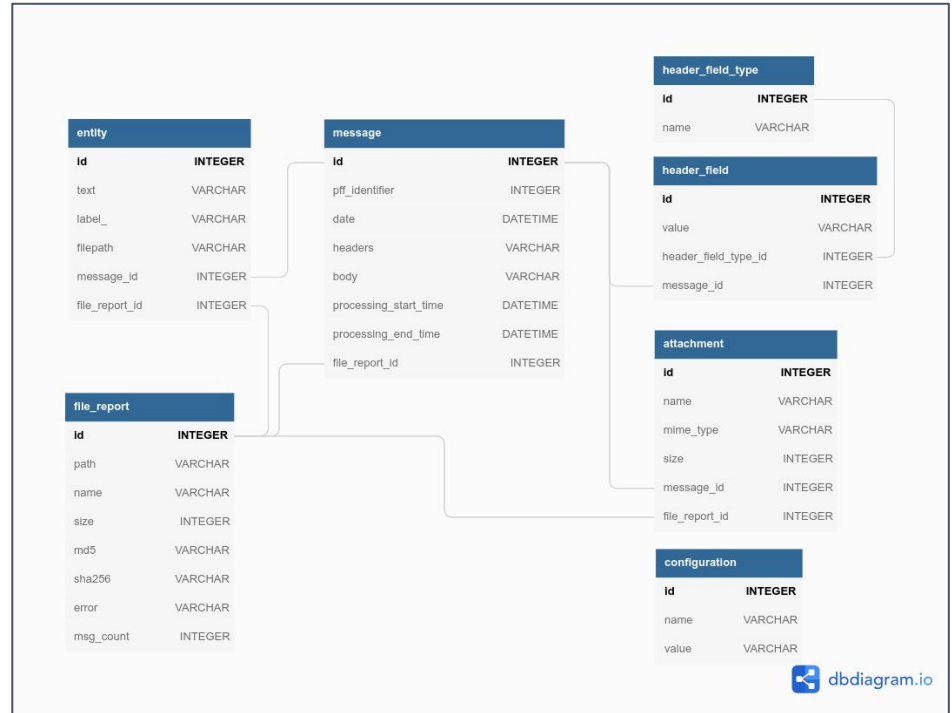 entity
id INTEGER
text VARCHAR
label_ VARCHAR
filepath VARCHAR
message_id INTEGER
file_report_id INTEGER
message
id INTEGER
pff_identifier INTEGER
date DATETIME
headers VARCHAR
body VARCHAR
processing_start_time DATETIME
processing_end_time DATETIME
file_report_id INTEGER
header_field_type
id INTEGER
name VARCHAR
header_field
id INTEGER
value VARCHAR
header_field_type_id INTEGER
message_id INTEGER
attachment
id INTEGER
name VARCHAR
mime_type VARCHAR
size INTEGER
message_id INTEGER
file_report_id INTEGER
file_report
id INTEGER
path VARCHAR
name VARCHAR
size INTEGER
md5 VARCHAR
sha256 VARCHAR
error VARCHAR
msg_count INTEGER
configuration
id INTEGER
name VARCHAR
value VARCHAR
dbdiagram.io